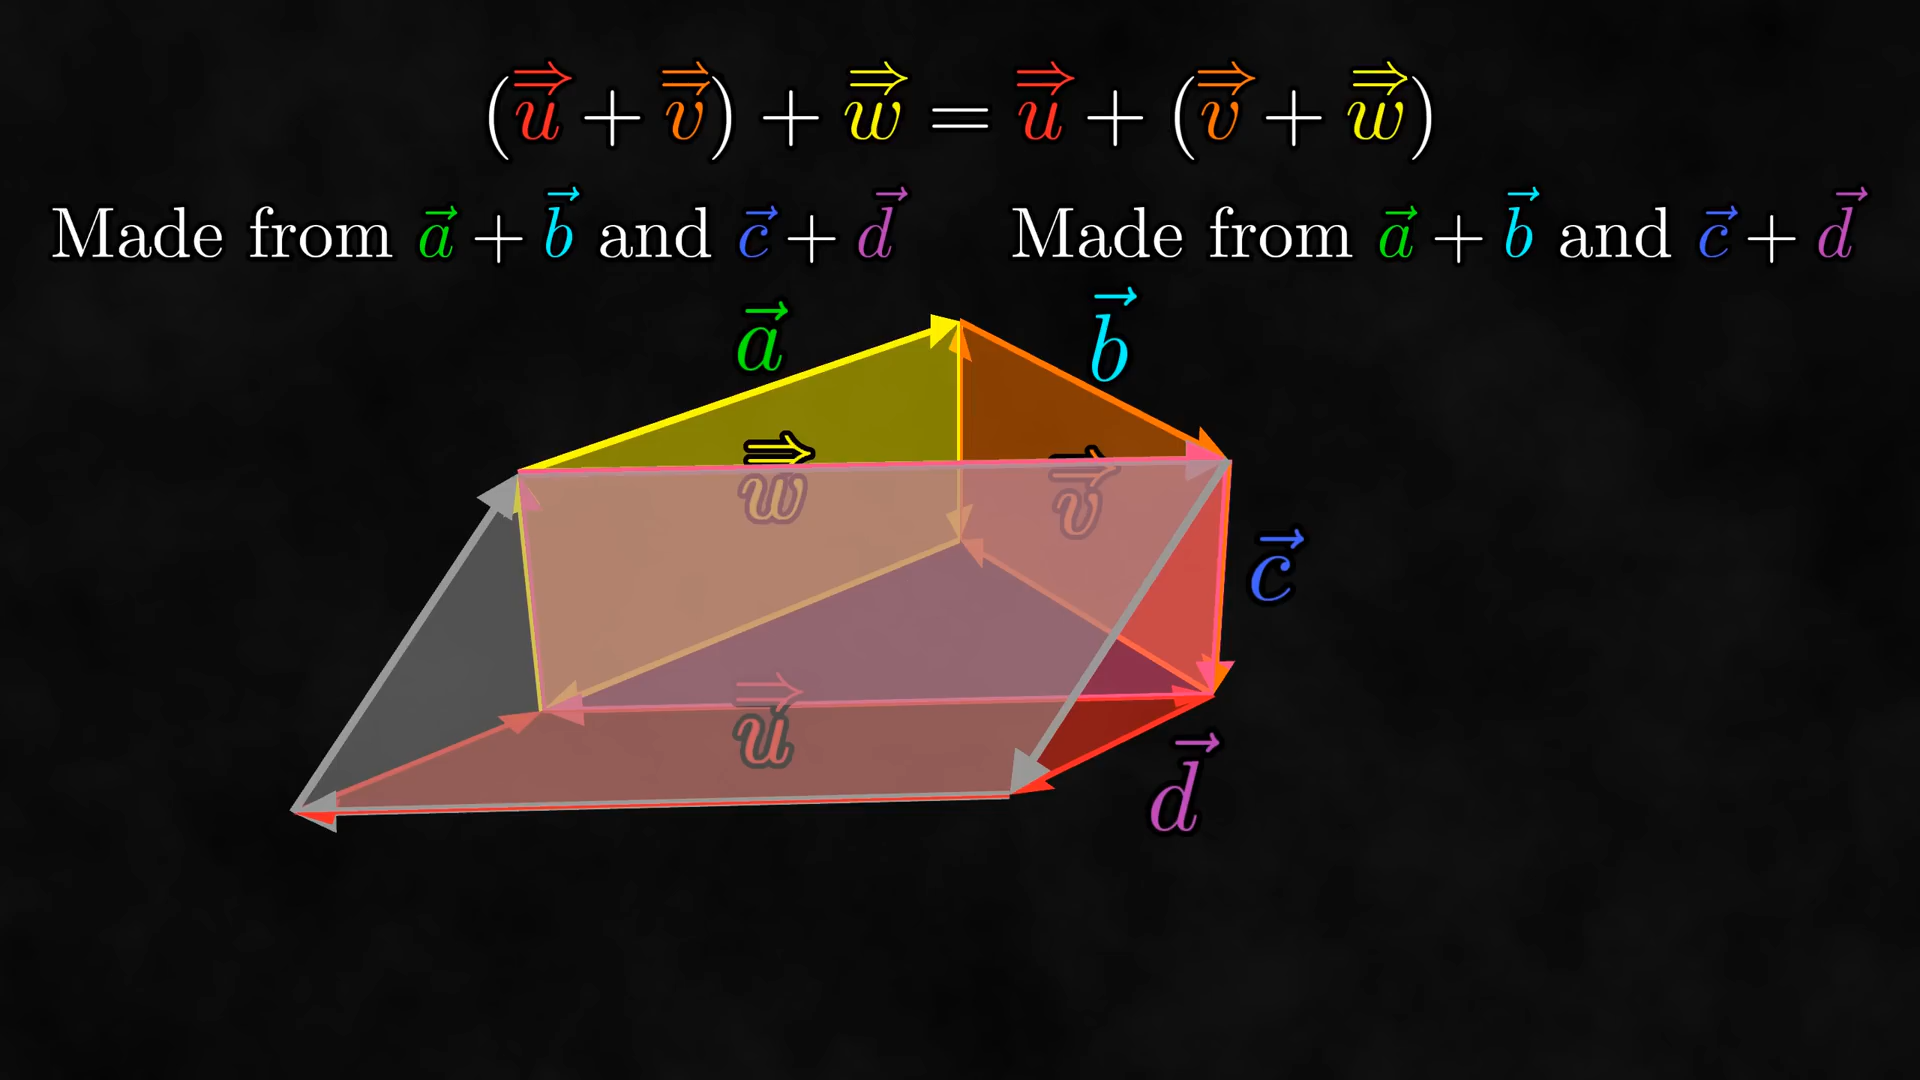 (u⃗⃗ + v⃗⃗) + w⃗⃗ = u⃗⃗ + (v⃗⃗ + w⃗⃗)
Made from a⃗ + b⃗ and c⃗ + d⃗
Made from a⃗ + b⃗ and c⃗ + d⃗
a⃗
b⃗
w⃗⃗
v⃗⃗
c⃗
u⃗⃗
d⃗